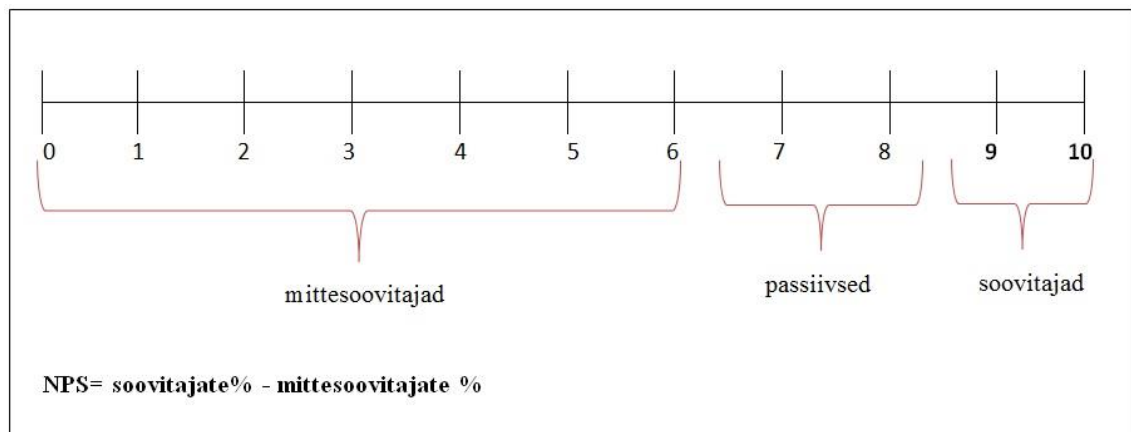 0 1 2 3 4 5 6 7 8 9 10
mittesoovitajad
passiivsed
soovitajad
NPS= soovitajate% - mittesoovitajate %